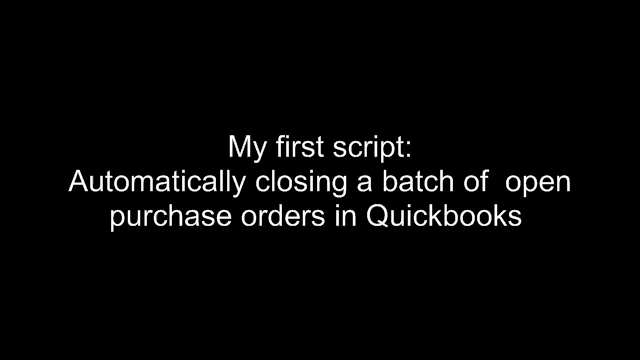 My first script:
Automatically closing a batch of  open
purchase orders in Quickbooks